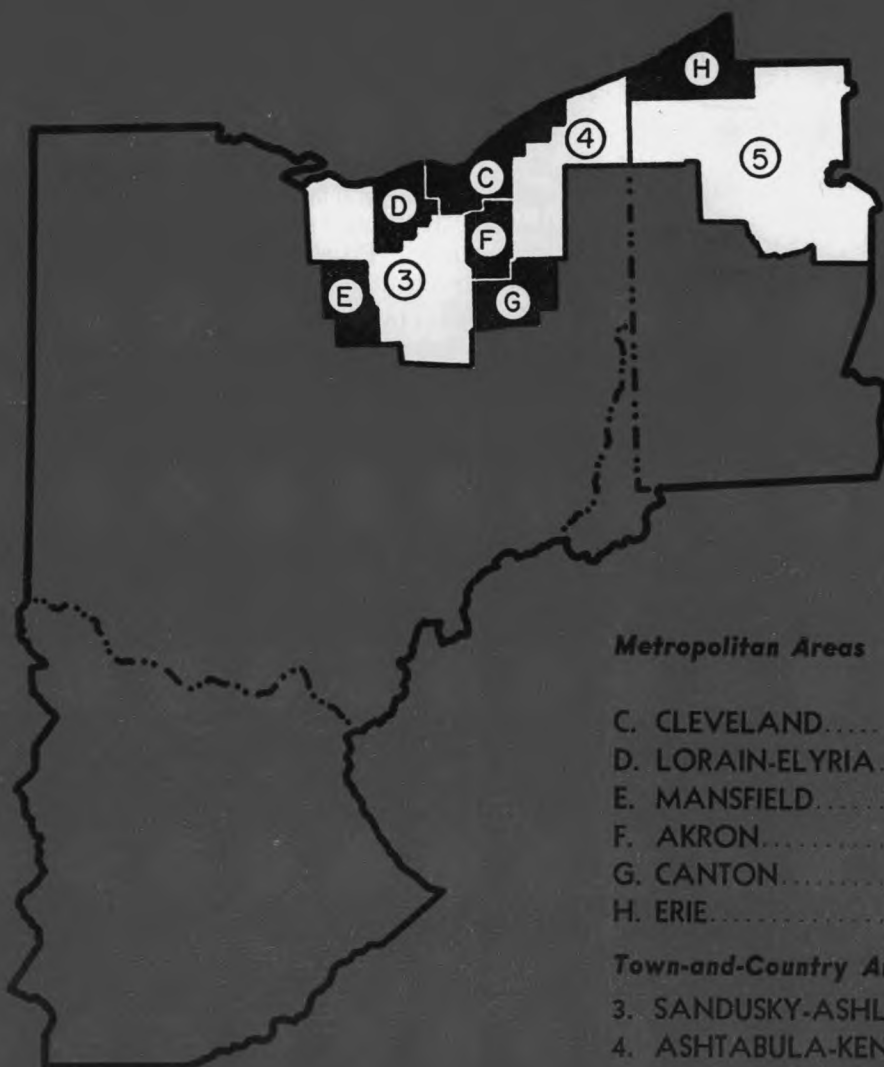 H
4
5
C
D
F
3
E
G
Metropolitan Areas
C. CLEVELAND.....
D. LORAIN-ELYRIA.
E. MANSFIELD......
F. AKRON..........
G. CANTON..........
H. ERIE..............
Town-and-Country
3. SANDUSKY-ASHL
4. ASHTABULA-KEN